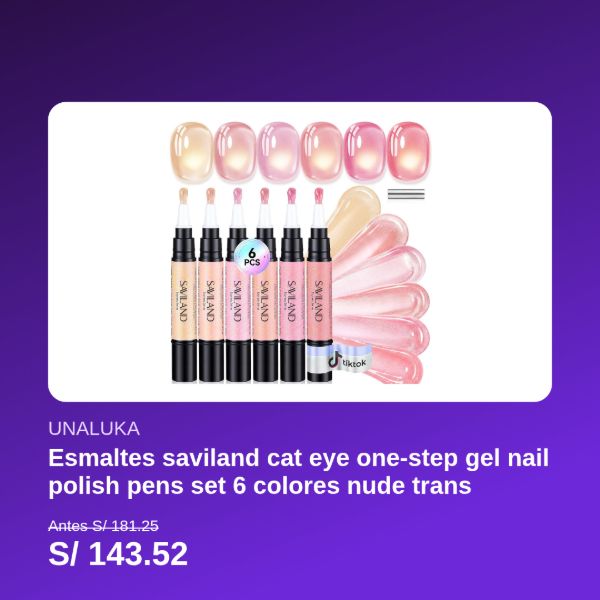 6
PCS
SAVILAND
SAVILAND
SAVILAND
SAVILAND
SAVILAND
SAVILAND
tiktok
UNALUKA
Esmaltes saviland cat eye one-step gel nail
polish pens set 6 colores nude trans
Antes S/ 181.25
S/ 143.52